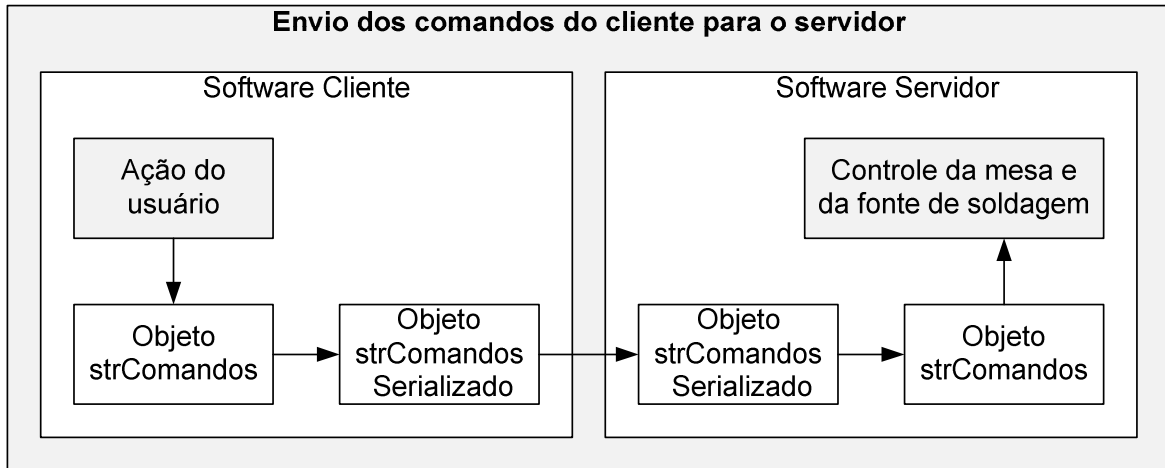 Envio dos comandos do cliente para o servidor
Software Cliente
Ação do
usuário
Objeto
strComandos
Objeto
strComandos
Serializado
Software Servidor
Controle da mesa e
da fonte de soldagem
Objeto
strComandos
Serializado
Objeto
strComandos